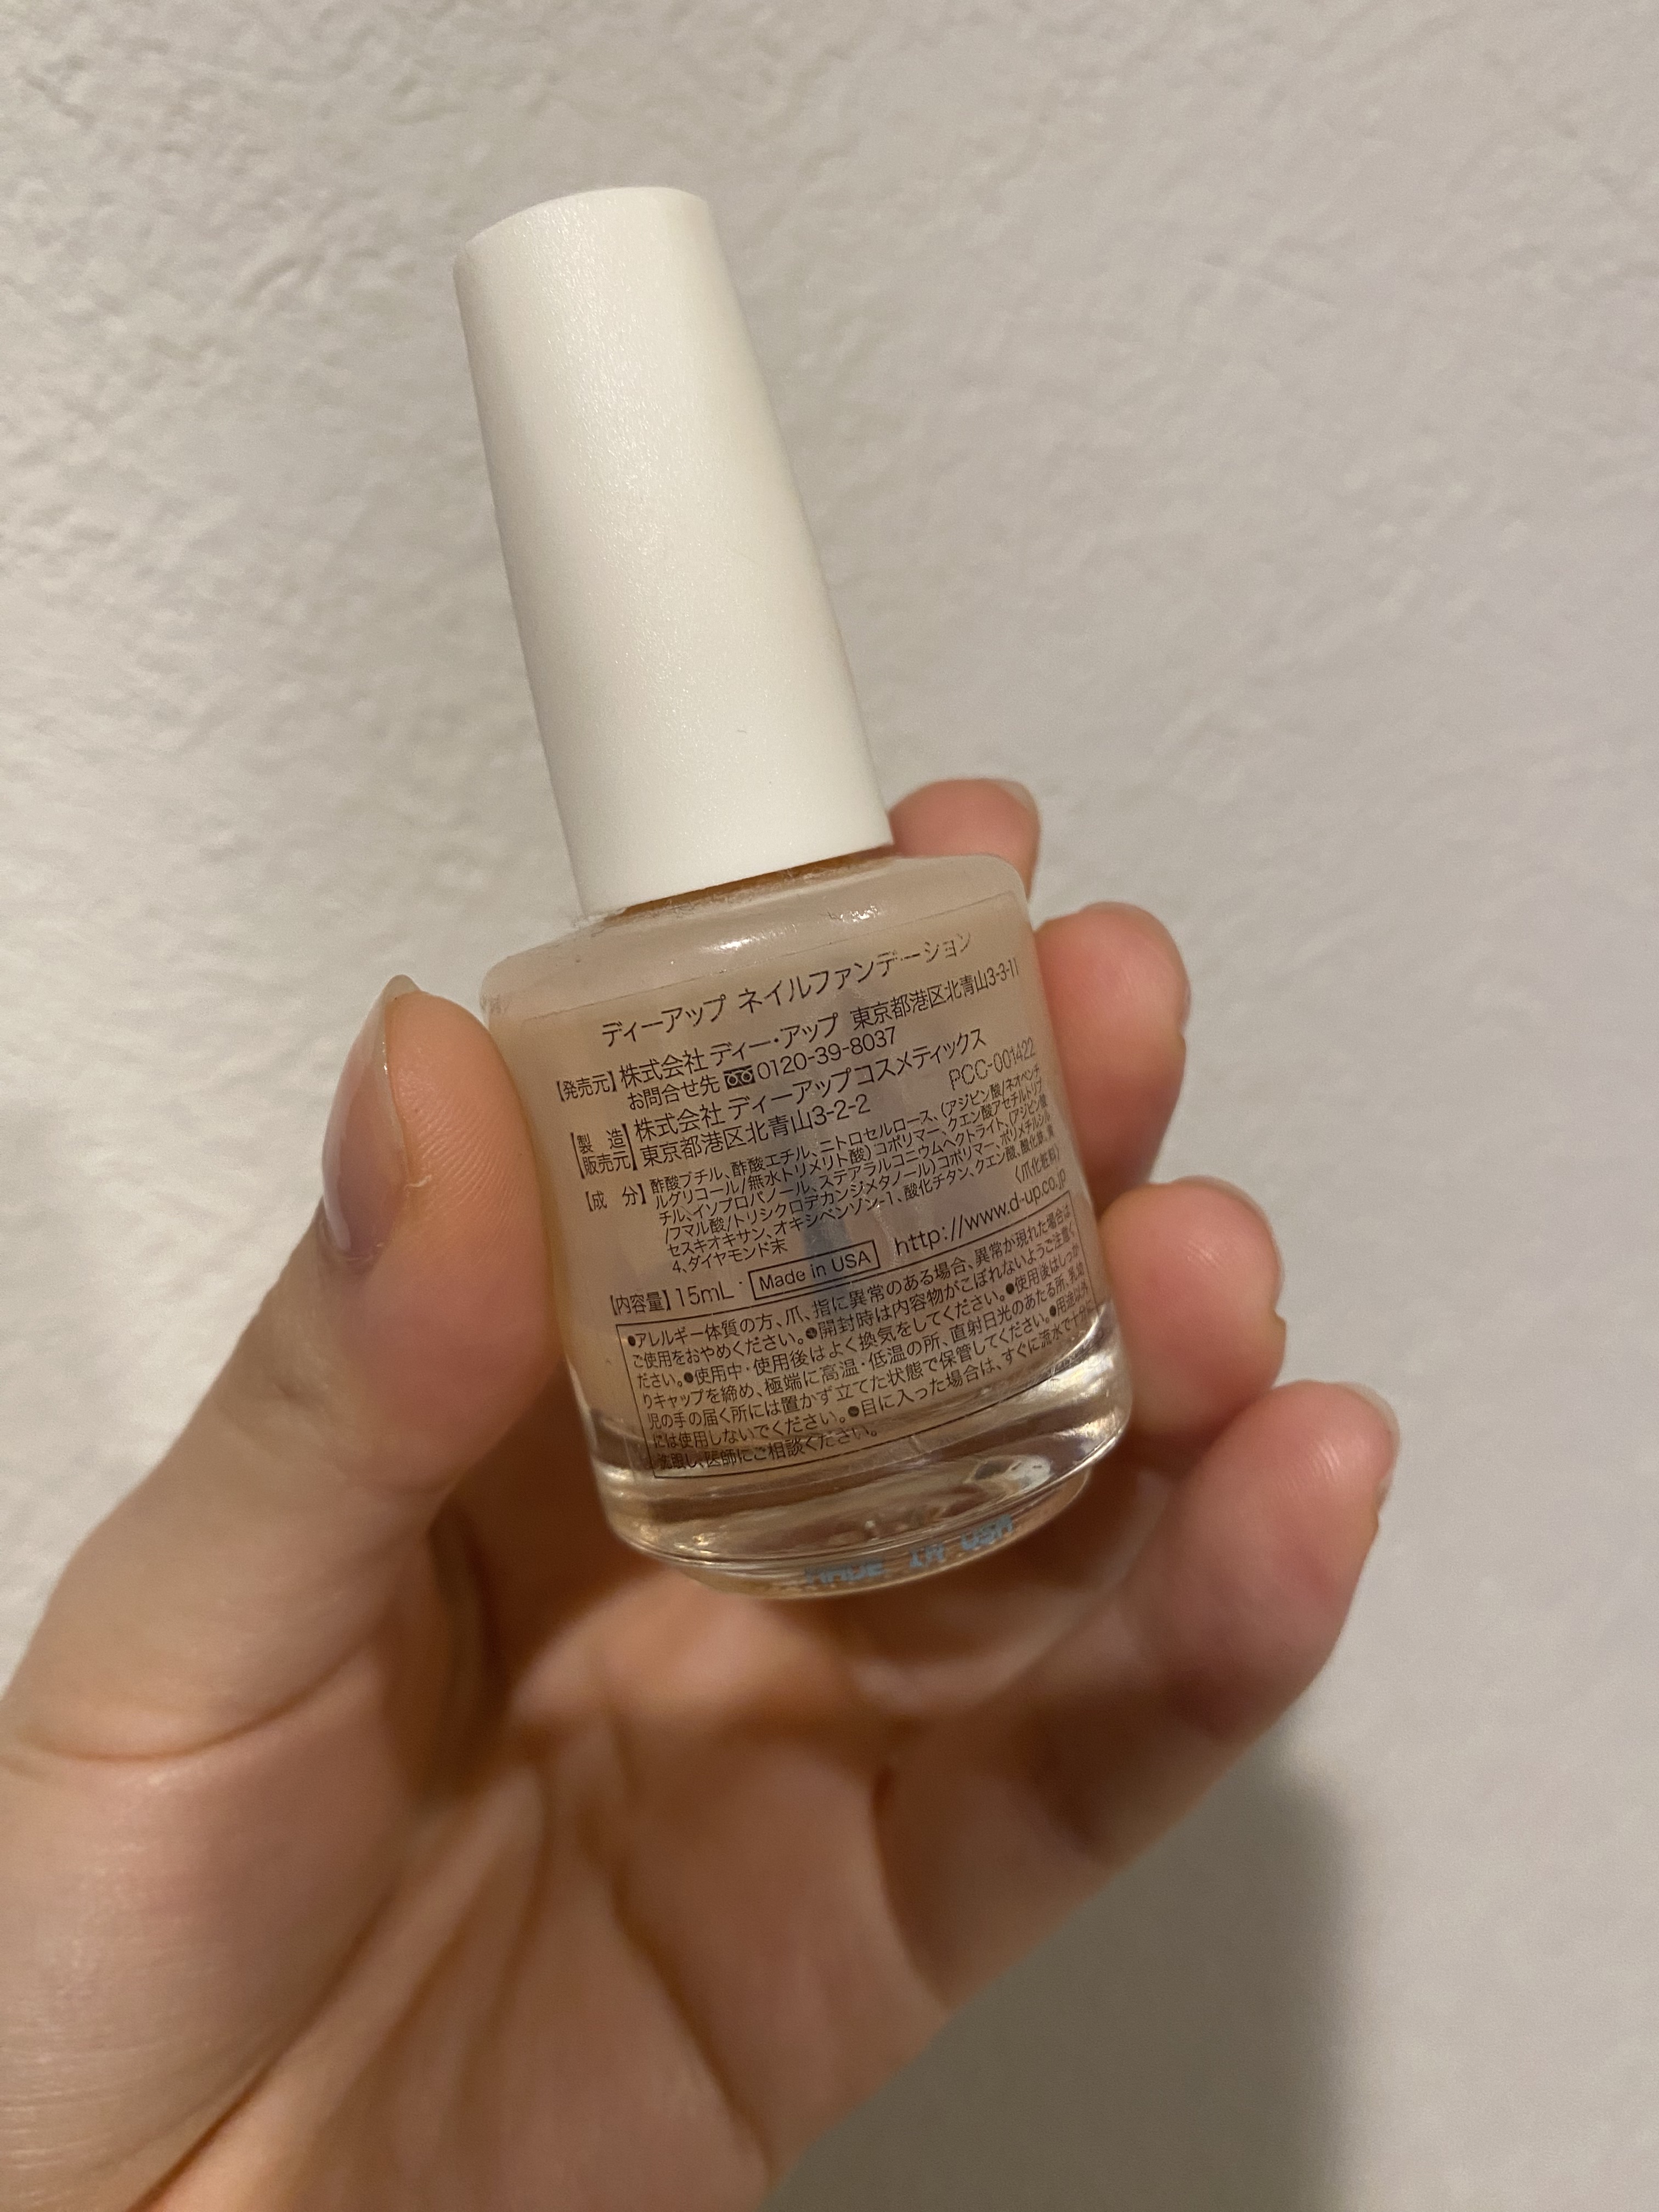 ディーアップ ネイルファンデーション
【発売元】株式会社 ディー・アップ 東京都港区北青山3-3-11
お問合せ先 0120-39-8037
【製造販売元】株式会社 ディーアップコスメティックス
東京都港区北青山3-2-2 PCC-001422
【成 分】酢酸ブチル、酢酸エチル、ニトロセルロース、(アジピン酸/ネオペンチ
ルグリコール/無水トリメリト酸)コポリマー、クエン酸アセチルトリブ
チル、イソプロパノール、ステアラルコニウムヘクトライト、(アジピン酸
/フマル酸/トリシクロデカンジメタノール)コポリマー、ポリメチルシル
セスキオキサン、オキシベンゾン-1、酸化チタン、クエン酸、酸化鉄、黄
4、ダイヤモンド末 〈爪化粧料〉
【内容量】15mL Made in USA http://www.d-up.co.jp
●アレルギー体質の方、爪、指に異常のある場合、異常が現れた場合は
ご使用をおやめください。●開封時は内容物がこぼれないようご注意く
ださい。●使用中・使用後はよく換気をしてください。●使用後はしっか
りキャップを締め、極端に高温・低温の所、直射日光のあたる所、乳幼
児の手の届く所には置かず立てた状態で保管してください。●用途以外
には使用しないでください。●目に入った場合は、すぐに流水ですすぎ
洗眼し、医師にご相談ください。